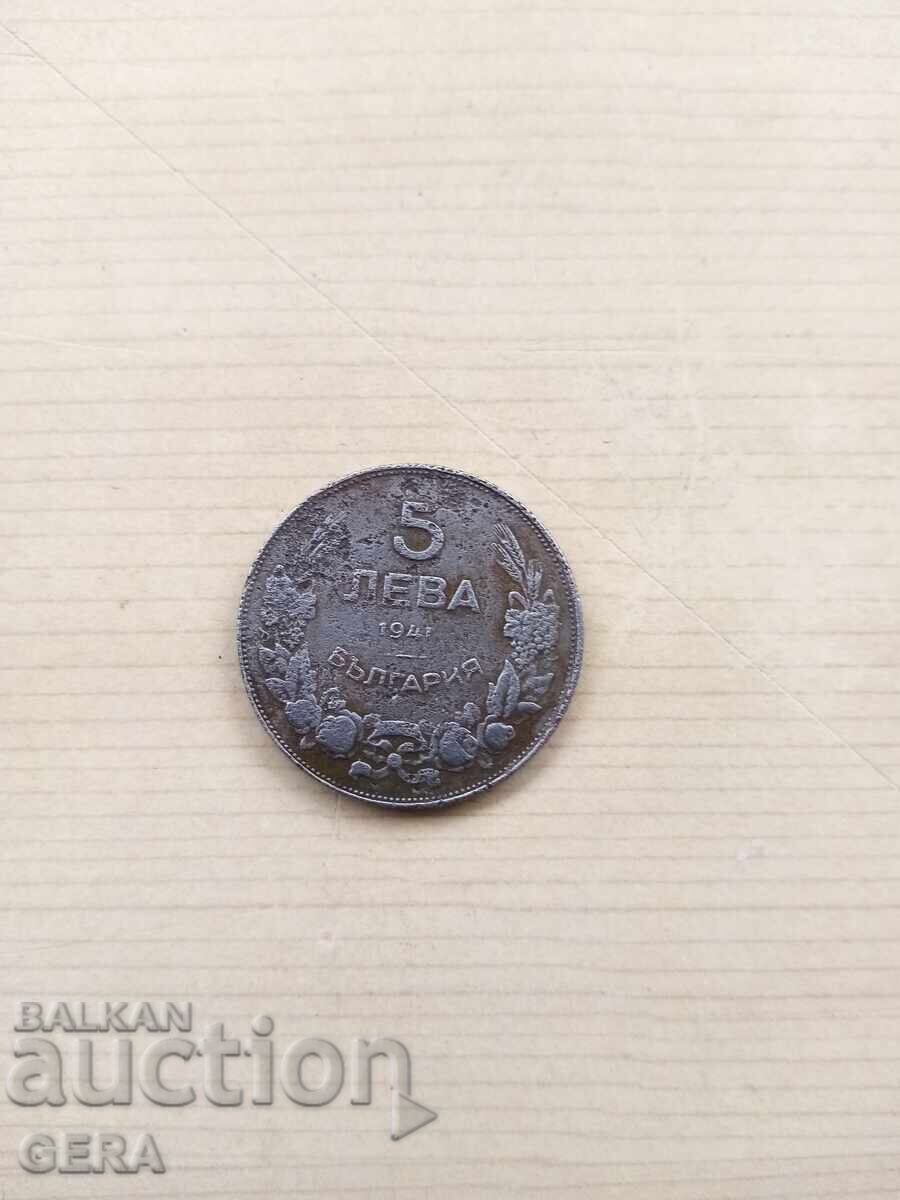 5
ЛЕВА
1941
БЪЛГАРИЯ
BALKAN
auction
GERA